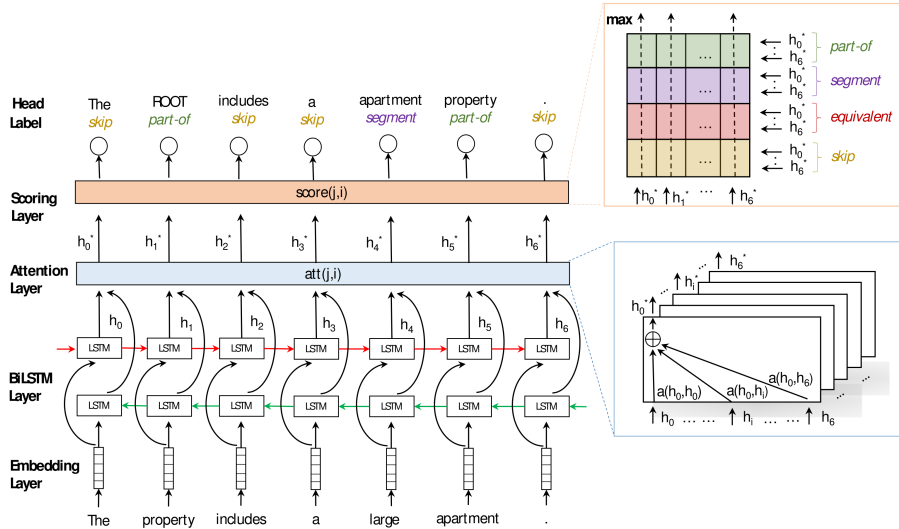 Head
Label
The ROOT includes a apartment property .
skip part-of skip skip segment part-of skip
Scoring
Layer
score(j,i)
h0* h1* h2* h3* h4* h5* h6*
Attention
Layer
att(j,i)
h0 h1 h2 h3 h4 h5 h6
LSTM LSTM LSTM LSTM LSTM LSTM LSTM
BiLSTM
Layer
LSTM LSTM LSTM LSTM LSTM LSTM LSTM
Embedding
Layer
The property includes a large apartment .
max
... h0* : h6* part-of
h0* : h6* segment
... h0* : h6* equivalent
... h0* : h6* skip
h0* h1* ... h6*
h6*
...
hi*
...
h0*
a(h0,h0) a(h0,hi) a(h0,h6)
h0 ... ... hi ... h6